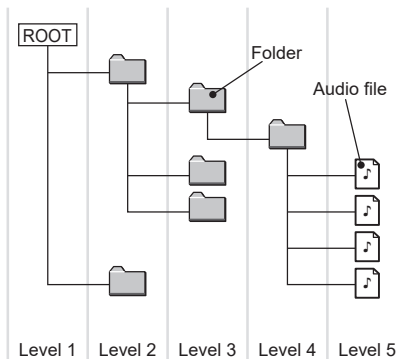 ROOT
Folder
Audio file
Level 1
Level 2
Level 3
Level 4
Level 5